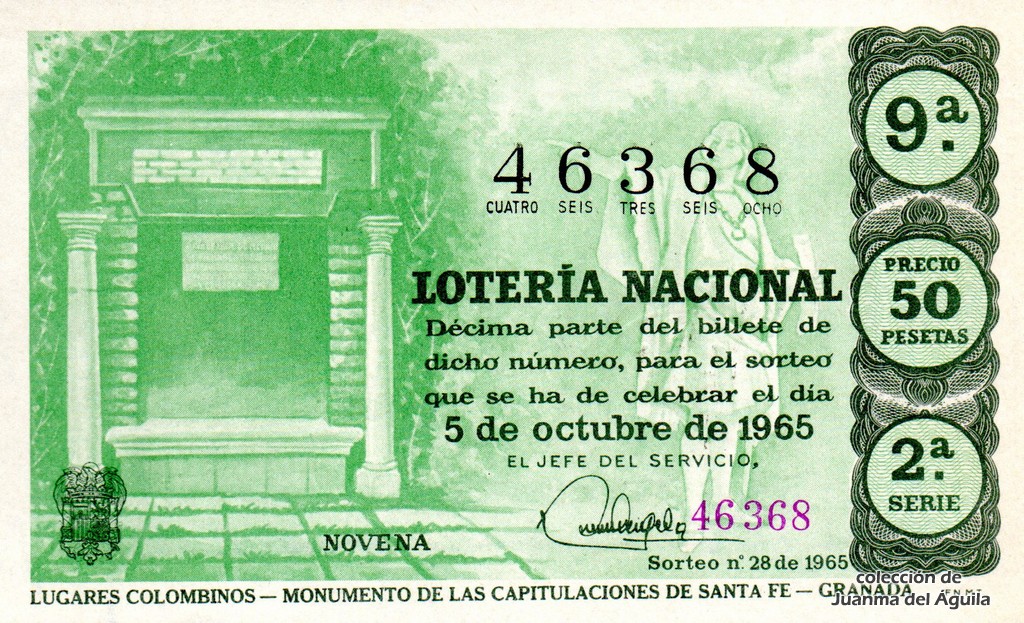 46368
CUATRO SEIS TRES SEIS OCHO
LOTERÍA NACIONAL
Décima parte del billete de
dicho número, para el sorteo
que se ha de celebrar el día
5 de octubre de 1965
EL JEFE DEL SERVICIO,
46368
NOVENA
Sorteo nº. 28 de 1965
9.ª
PRECIO
50
PESETAS
2.ª
SERIE
LUGARES COLOMBINOS — MONUMENTO DE LAS CAPITULACIONES DE SANTA FE — GRANADA
colección de
Juanma del Águila